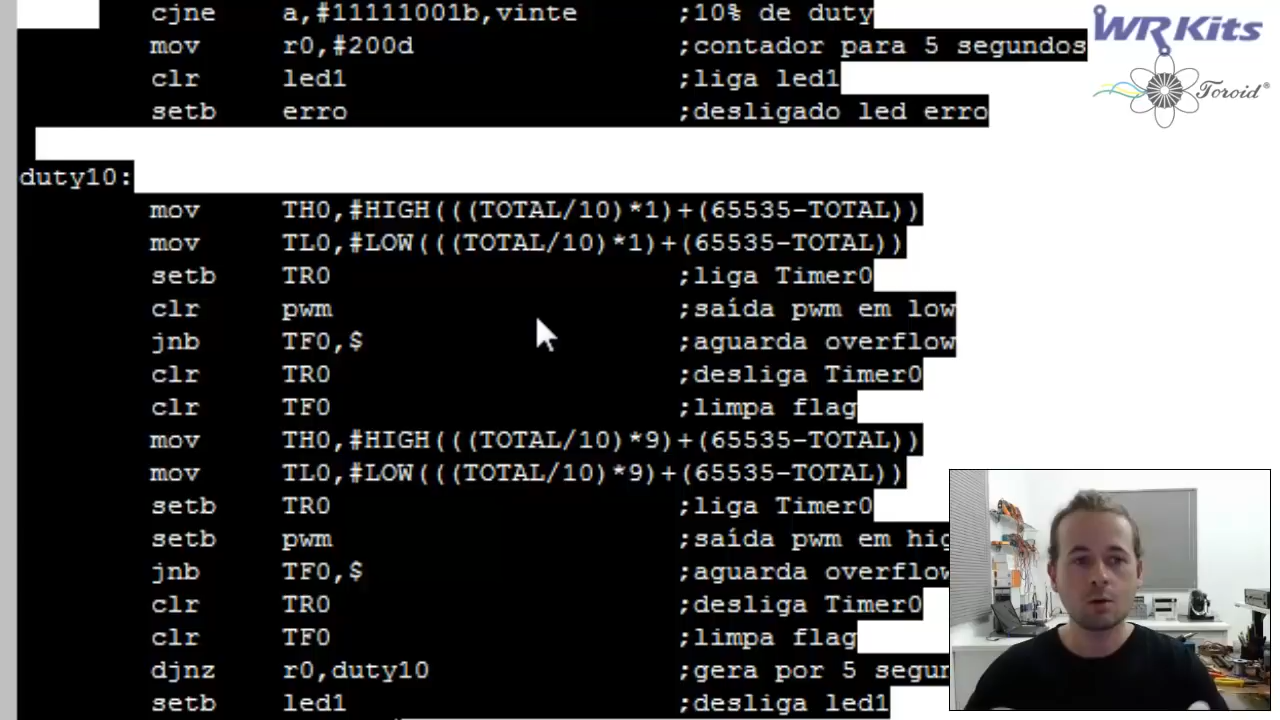 cjne a,#11111001b,vinte ;10% de duty
mov r0,#200d ;contador para 5 segundos
clr led1 ;liga led1
setb erro ;desligado led erro
duty10:
mov TH0,#HIGH(((TOTAL/10)*1)+(65535-TOTAL))
mov TL0,#LOW(((TOTAL/10)*1)+(65535-TOTAL))
setb TR0 ;liga Timer0
clr pwm ;saída pwm em low
jnb TF0,$ ;aguarda overflow
clr TR0 ;desliga Timer0
clr TF0 ;limpa flag
mov TH0,#HIGH(((TOTAL/10)*9)+(65535-TOTAL))
mov TL0,#LOW(((TOTAL/10)*9)+(65535-TOTAL))
setb TR0 ;liga Timer0
setb pwm ;saída pwm em hig
jnb TF0,$ ;aguarda overflow
clr TR0 ;desliga Timer0
clr TF0 ;limpa flag
djnz r0,duty10 ;gera por 5 segun
setb led1 ;desliga led1
WR Kits
Toroid®